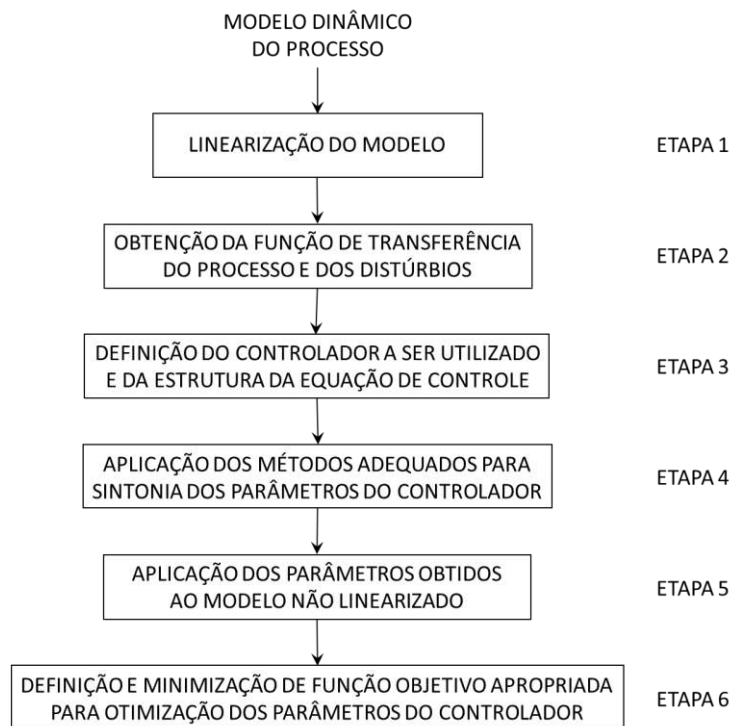 MODELO DINÂMICO
DO PROCESSO
LINEARIZAÇÃO DO MODELO
ETAPA 1
OBTENÇÃO DA FUNÇÃO DE TRANSFERÊNCIA
DO PROCESSO E DOS DISTÚRBIOS
ETAPA 2
DEFINIÇÃO DO CONTROLADOR A SER UTILIZADO
E DA ESTRUTURA DA EQUAÇÃO DE CONTROLE
ETAPA 3
APLICAÇÃO DOS MÉTODOS ADEQUADOS PARA
SINTONIA DOS PARÂMETROS DO CONTROLADOR
ETAPA 4
APLICAÇÃO DOS PARÂMETROS OBTIDOS
AO MODELO NÃO LINEARIZADO
ETAPA 5
DEFINIÇÃO E MINIMIZAÇÃO DE FUNÇÃO OBJETIVO APROPRIADA
PARA OTIMIZAÇÃO DOS PARÂMETROS DO CONTROLADOR
ETAPA 6